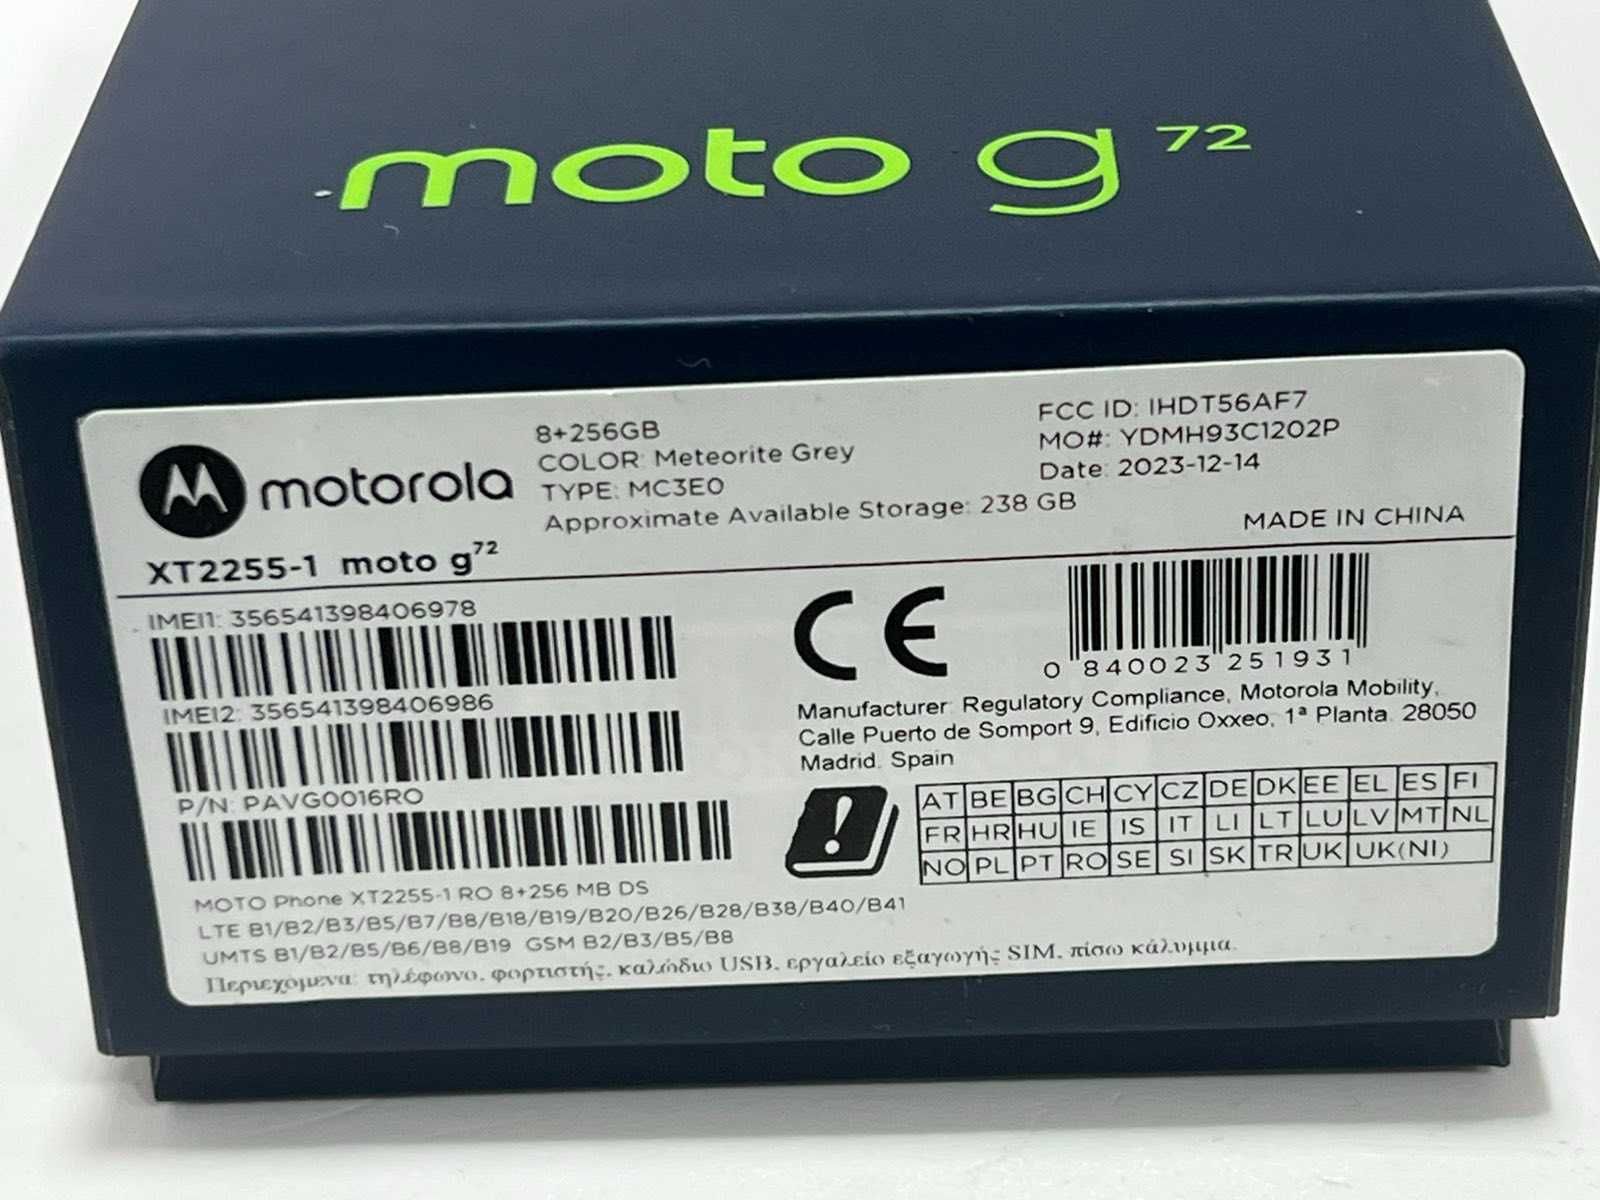 moto g 72
8+256GB
COLOR: Meteorite Grey
TYPE: MC3E0
Approximate Available Storage: 238 GB
FCC ID: IHDT56AF7
MO#: YDMH93C1202P
Date: 2023-12-14
MADE IN CHINA
motorola
XT2255-1 moto g72
IMEI1: 356541398406978
IMEI2: 356541398406986
P/N: PAVG0016RO
MOTO Phone XT2255-1 RO 8+256 MB DS
LTE B1/B2/B3/B5/B7/B8/B18/B19/B20/B26/B28/B38/B40/B41
UMTS B1/B2/B5/B6/B8/B19 GSM B2/B3/B5/B8
Περιεχόμενα: τηλέφωνο, φορτιστής, καλώδιο USB, εργαλείο εξαγωγής SIM, πίσω κάλυμμα.
CE
0 840023 251931
Manufacturer: Regulatory Compliance, Motorola Mobility,
Calle Puerto de Somport 9, Edificio Oxxeo, 1ª Planta. 28050
Madrid. Spain
AT BE BG CH CY CZ DE DK EE EL ES FI
FR HR HU IE IS IT LI LT LU LV MT NL
NO PL PT RO SE SI SK TR UK UK(NI)